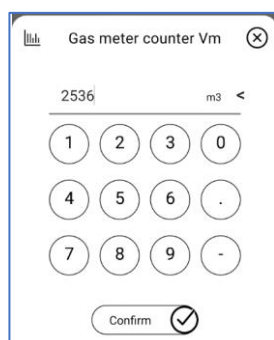 Gas meter counter Vm
2536 m3 <
1 2 3 0
4 5 6 .
7 8 9 -
Confirm